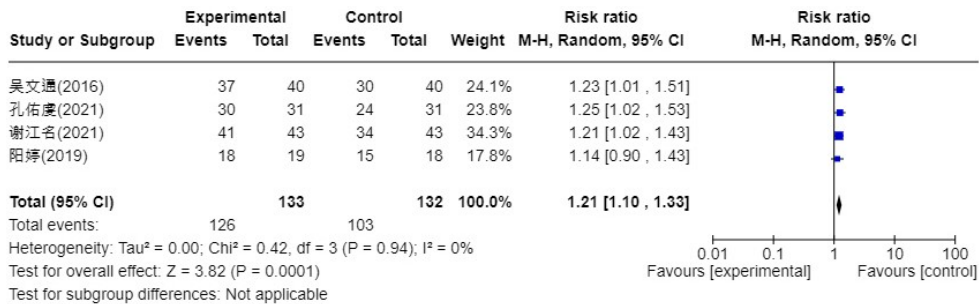 Experimental Control Risk ratio Risk ratio
Study or Subgroup Events Total Events Total Weight M-H, Random, 95% CI M-H, Random, 95% CI
吴文通(2016) 37 40 30 40 24.1% 1.23 [1.01 , 1.51]
孔佑虔(2021) 30 31 24 31 23.8% 1.25 [1.02 , 1.53]
谢江名(2021) 41 43 34 43 34.3% 1.21 [1.02 , 1.43]
阳婷(2019) 18 19 15 18 17.8% 1.14 [0.90 , 1.43]
Total (95% CI) 133 132 100.0% 1.21 [1.10 , 1.33]
Total events: 126 103
Heterogeneity: Tau² = 0.00; Chi² = 0.42, df = 3 (P = 0.94); I² = 0%
Test for overall effect: Z = 3.82 (P = 0.0001)
Test for subgroup differences: Not applicable
0.01 0.1 1 10 100
Favours [experimental] Favours [control]